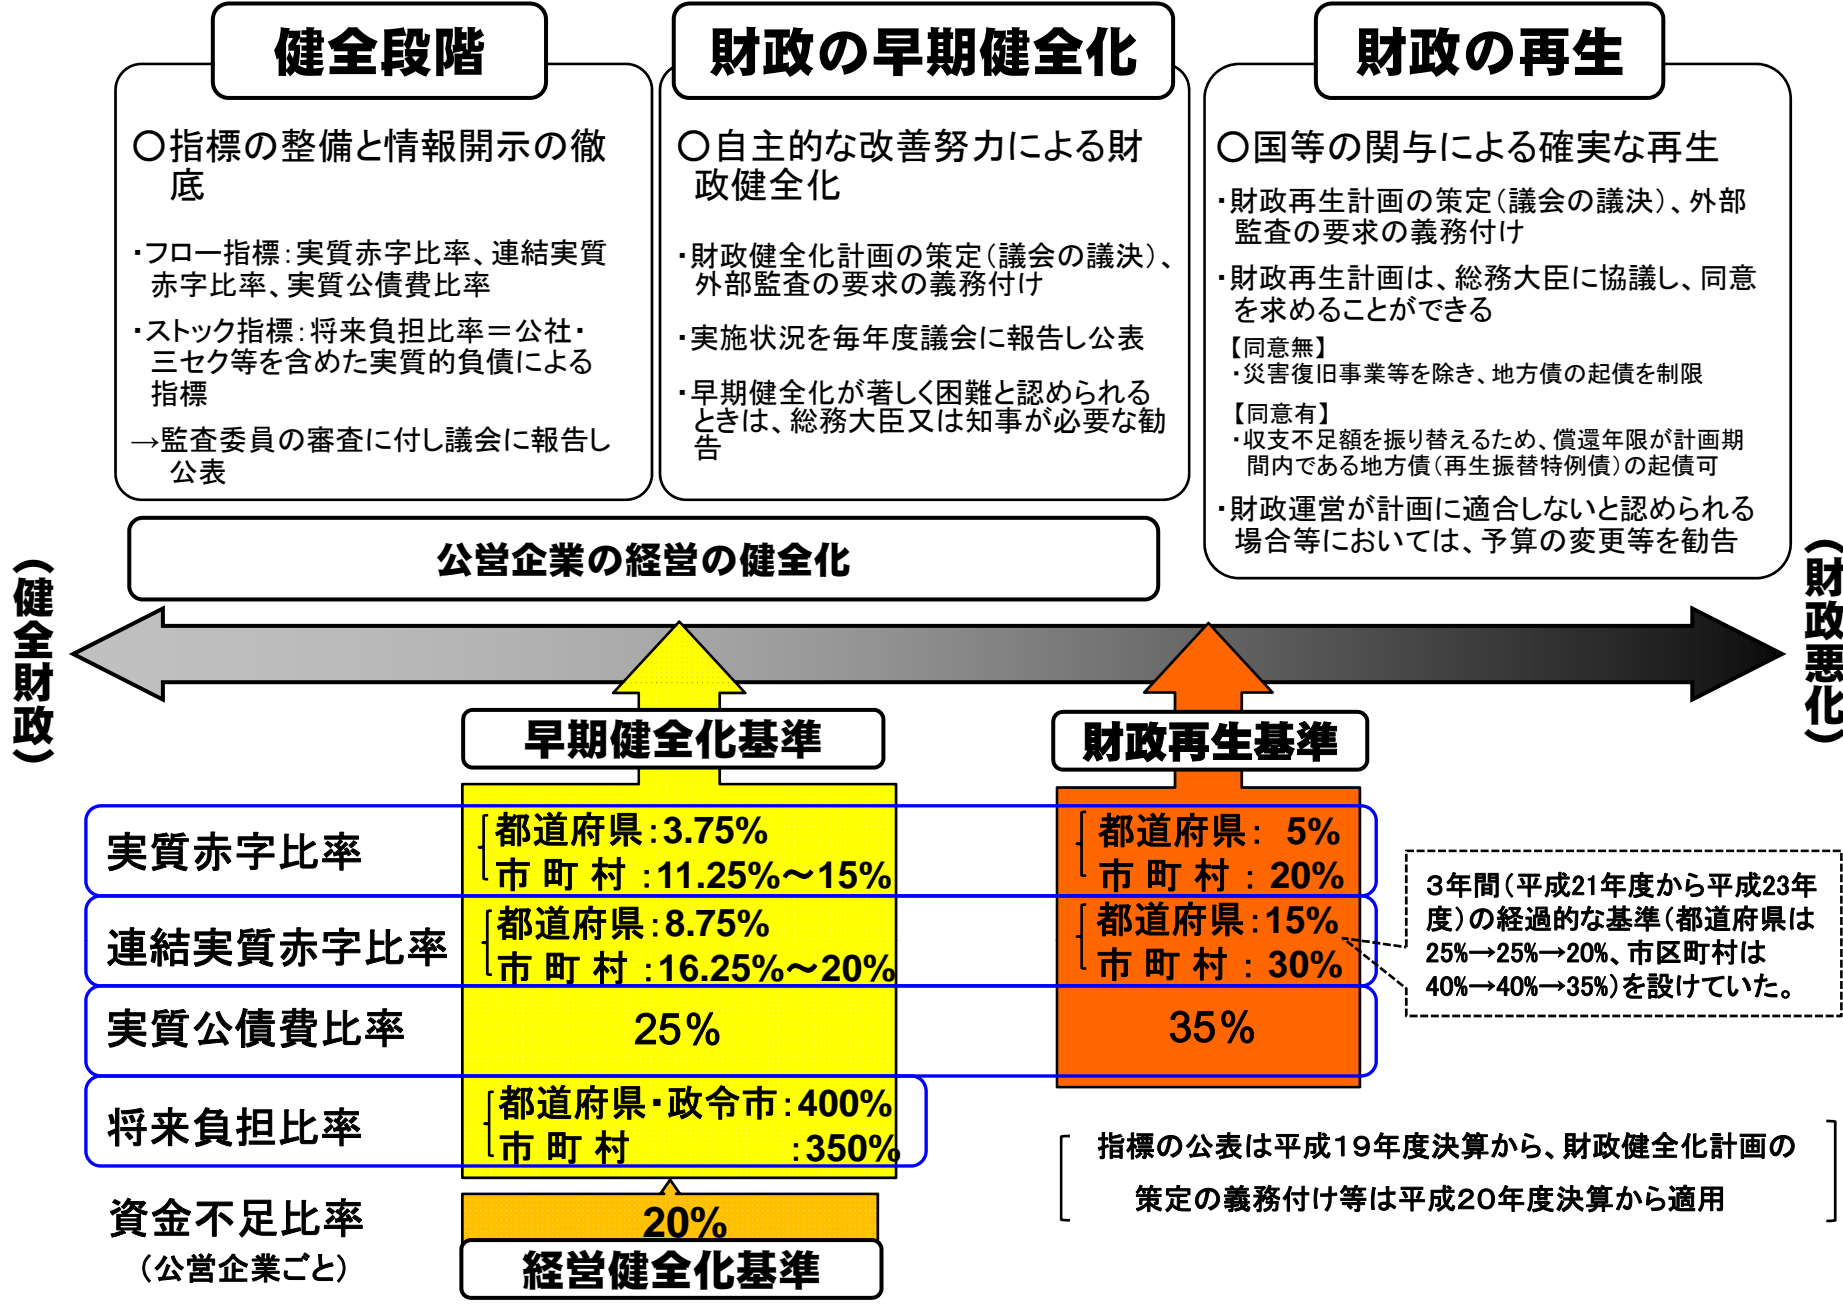 健全段階
○指標の整備と情報開示の徹
底
・フロー指標：実質赤字比率、連結実質
赤字比率、実質公債費比率
・ストック指標：将来負担比率＝公社・
三セク等を含めた実質的負債による
指標
→監査委員の審査に付し議会に報告し
公表
財政の早期健全化
○自主的な改善努力による財
政健全化
・財政健全化計画の策定（議会の議決）、
外部監査の要求の義務付け
・実施状況を毎年度議会に報告し公表
・早期健全化が著しく困難と認められる
ときは、総務大臣又は知事が必要な勧
告
財政の再生
○国等の関与による確実な再生
・財政再生計画の策定（議会の議決）、外部
監査の要求の義務付け
・財政再生計画は、総務大臣に協議し、同意
を求めることができる
【同意無】
・災害復旧事業等を除き、地方債の起債を制限
【同意有】
・収支不足額を振り替えるため、償還年限が計画期
間内である地方債（再生振替特例債）の起債可
・財政運営が計画に適合しないと認められる
場合等においては、予算の変更等を勧告
公営企業の経営の健全化
（健全財政）
（財政悪化）
早期健全化基準
財政再生基準
実質赤字比率
都道府県：3.75%
市町村：11.25%～15%
都道府県： 5%
市町村： 20%
連結実質赤字比率
都道府県：8.75%
市町村：16.25%～20%
都道府県：15%
市町村： 30%
３年間（平成21年度から平成23年
度）の経過的な基準（都道府県は
25%→25%→20%、市区町村は
40%→40%→35%）を設けていた。
実質公債費比率
25%
35%
将来負担比率
都道府県・政令市：400%
市町村 ：350%
指標の公表は平成１９年度決算から、財政健全化計画の
策定の義務付け等は平成２０年度決算から適用
資金不足比率
（公営企業ごと）
20%
経営健全化基準